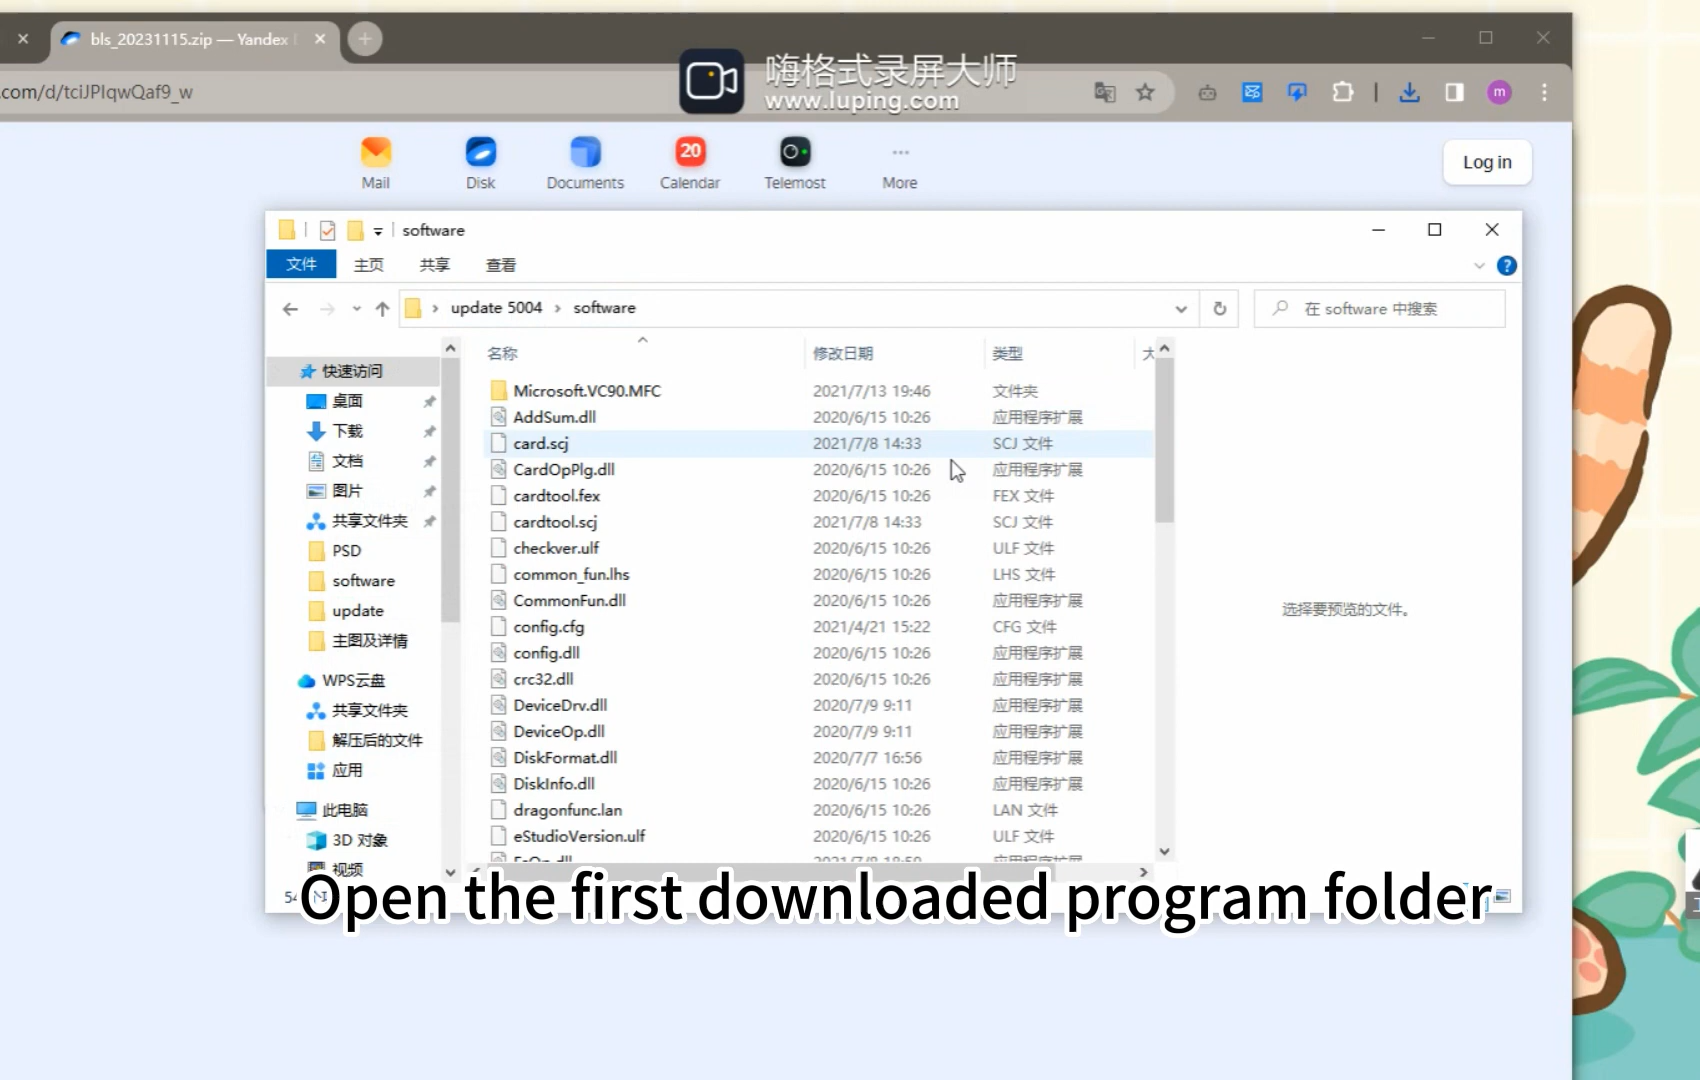 bls_20231115.zip — Yandex
嗨格式录屏大师
www.luping.com
.com/d/tciJPIqwQaf9_w
m
20
Mail
Disk
Documents
Calendar
Telemost
More
Log in
software
文件
主页
共享
查看
update 5004 › software
在 software 中搜索
名称
修改日期
类型
快速访问
桌面
下载
文档
图片
共享文件夹
PSD
software
update
主图及详情
WPS云盘
共享文件夹
解压后的文件
应用
此电脑
3D 对象
视频
Microsoft.VC90.MFC 2021/7/13 19:46 文件夹
AddSum.dll 2020/6/15 10:26 应用程序扩展
card.scj 2021/7/8 14:33 SCJ 文件
CardOpPlg.dll 2020/6/15 10:26 应用程序扩展
cardtool.fex 2020/6/15 10:26 FEX 文件
cardtool.scj 2021/7/8 14:33 SCJ 文件
checkver.ulf 2020/6/15 10:26 ULF 文件
common_fun.lhs 2020/6/15 10:26 LHS 文件
CommonFun.dll 2020/6/15 10:26 应用程序扩展
config.cfg 2021/4/21 15:22 CFG 文件
config.dll 2020/6/15 10:26 应用程序扩展
crc32.dll 2020/6/15 10:26 应用程序扩展
DeviceDrv.dll 2020/7/9 9:11 应用程序扩展
DeviceOp.dll 2020/7/9 9:11 应用程序扩展
DiskFormat.dll 2020/7/7 16:56 应用程序扩展
DiskInfo.dll 2020/6/15 10:26 应用程序扩展
dragonfunc.lan 2020/6/15 10:26 LAN 文件
eStudioVersion.ulf 2020/6/15 10:26 ULF 文件
选择要预览的文件。
Open the first downloaded program folder